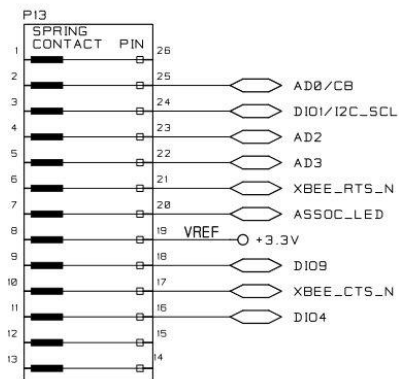 P13
SPRING
CONTACT PIN
1 26
2 25 AD0/CB
3 24 DIO1/I2C_SCL
4 23 AD2
5 22 AD3
6 21 XBEE_RTS_N
7 20 ASSOC_LED
8 19 VREF +3.3V
9 18 DIO9
10 17 XBEE_CTS_N
11 16 DIO4
12 15
13 14